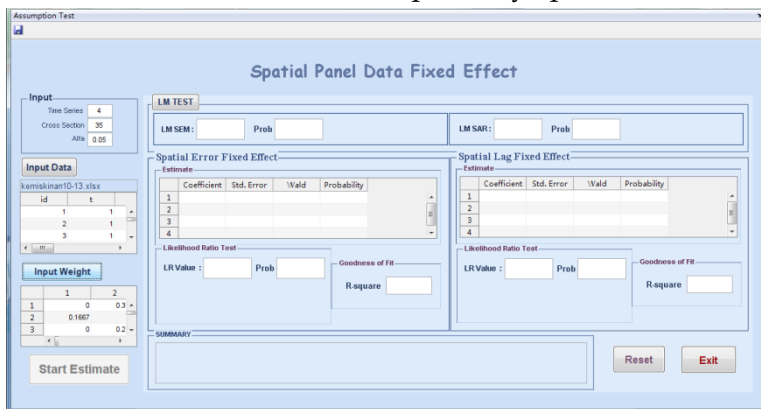 Assumption Test
Spatial Panel Data Fixed Effect
Input
Time Series 4
Cross Section 35
Alfa 0.05
Input Data
kemiskinan10-13.xlsx
id t
1 1
2 1
3 1
Input Weight
1 2
1 0 0.3
2 0.1667
3 0 0.2
Start Estimate
LM TEST
LM SEM : Prob
LM SAR : Prob
Spatial Error Fixed Effect
Estimate
Coefficient Std. Error Wald Probability
1
2
3
4
Likelihood Ratio Test
LR Value : Prob
Goodness of Fit
R-square
Spatial Lag Fixed Effect
Estimate
Coefficient Std. Error Wald Probability
1
2
3
4
Likelihood Ratio Test
LR Value : Prob
Goodness of Fit
R-square
SUMMARY
Reset
Exit